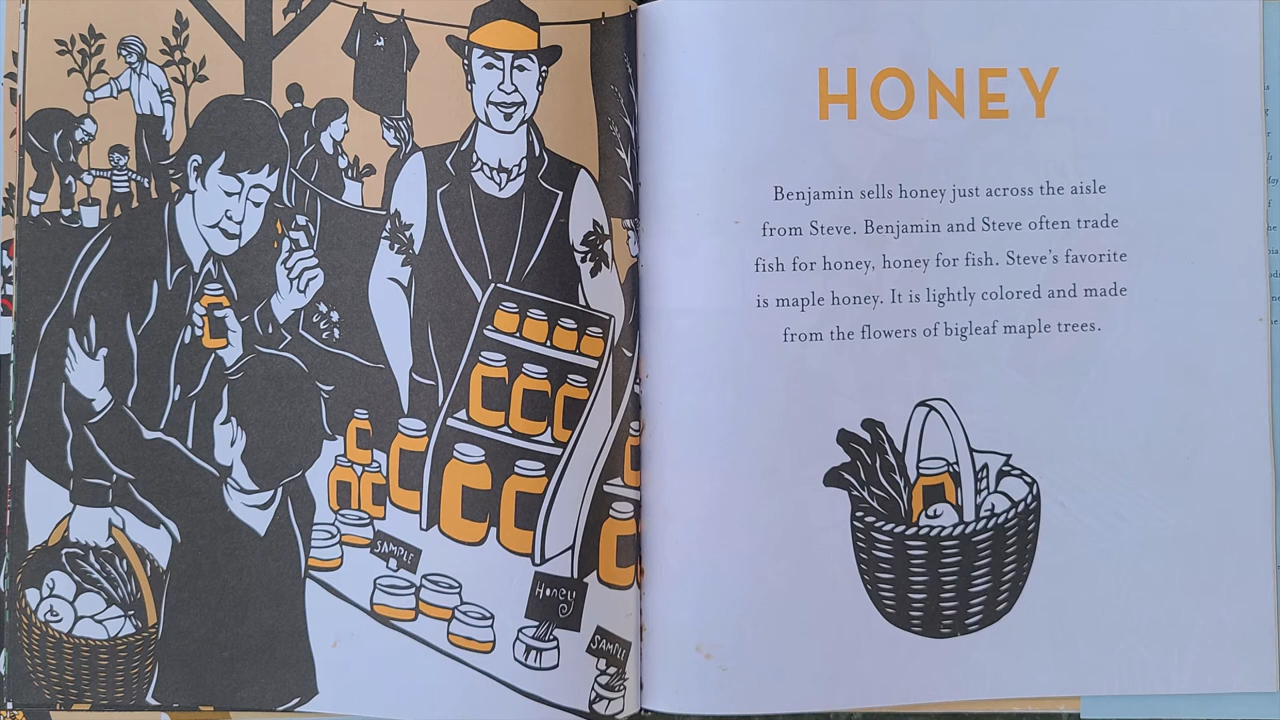 SAMPLE
Honey
SAMPLE
HONEY
Benjamin sells honey just across the aisle
from Steve. Benjamin and Steve often trade
fish for honey, honey for fish. Steve’s favorite
is maple honey. It is lightly colored and made
from the flowers of bigleaf maple trees.